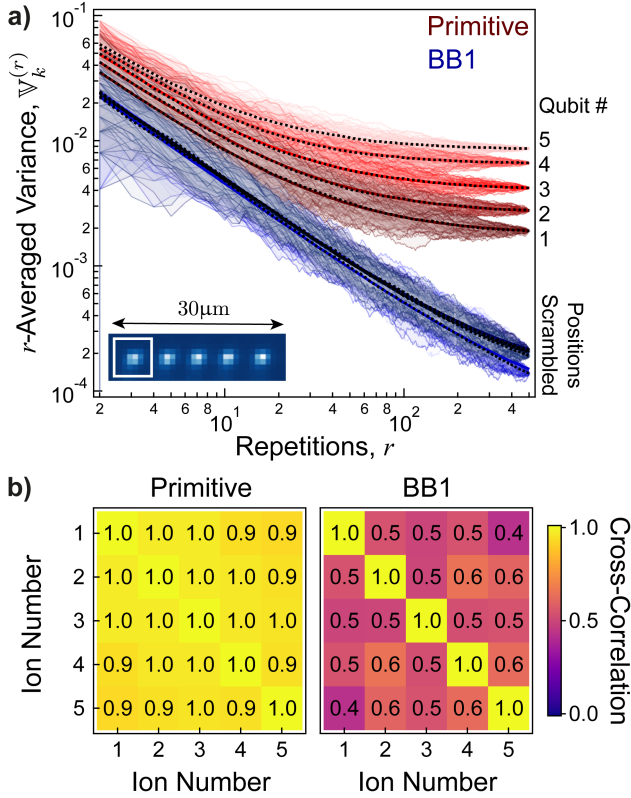 a)
r-Averaged Variance, 𝕍ₖ⁽ʳ⁾
10⁻¹
6
4
2
10⁻²
6
4
2
10⁻³
6
4
2
10⁻⁴
Primitive
BB1
Qubit #
5
4
3
2
1
Positions
Scrambled
30μm
2 4 6 8 10¹ 2 4 6 8 10² 2 4
Repetitions, r
b)
Primitive BB1
Ion Number
1 1.0 1.0 1.0 0.9 0.9 1.0 0.5 0.5 0.5 0.4
2 1.0 1.0 1.0 1.0 0.9 0.5 1.0 0.5 0.6 0.6
3 1.0 1.0 1.0 1.0 1.0 0.5 0.5 1.0 0.5 0.5
4 0.9 1.0 1.0 1.0 0.9 0.5 0.6 0.5 1.0 0.6
5 0.9 0.9 1.0 0.9 1.0 0.4 0.6 0.5 0.6 1.0
1 2 3 4 5 1 2 3 4 5
Ion Number Ion Number
1.0
0.5
0.0
Cross-Correlation